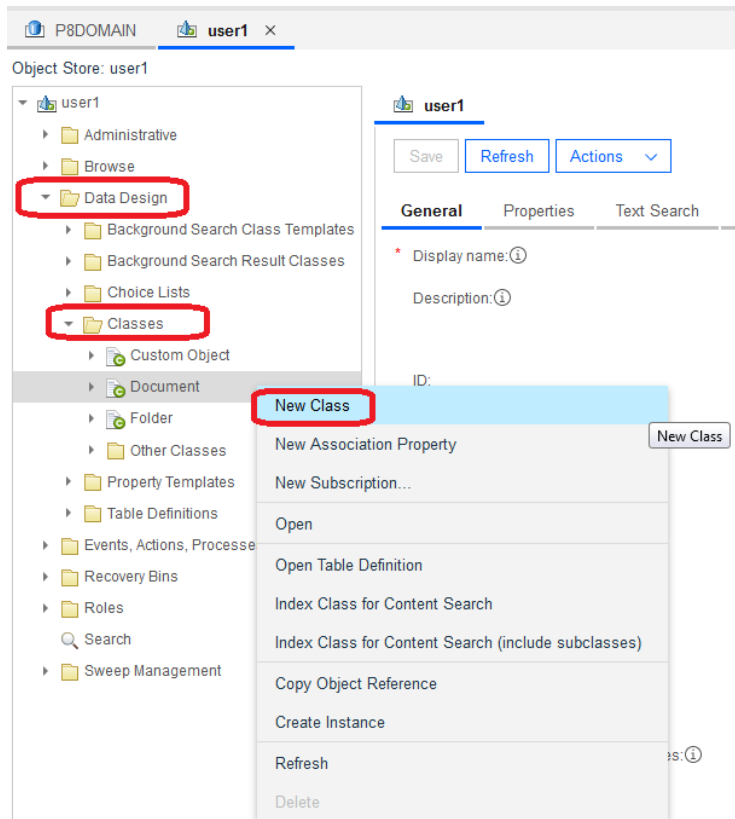 P8DOMAIN
user1
Object Store: user1
user1
Administrative
Browse
Data Design
Background Search Class Templates
Background Search Result Classes
Choice Lists
Classes
Custom Object
Document
Folder
Other Classes
Property Templates
Table Definitions
Events, Actions, Processe
Recovery Bins
Roles
Search
Sweep Management
user1
Save Refresh Actions
General Properties Text Search
* Display name:
Description:
ID:
New Class
New Class
New Association Property
New Subscription...
Open
Open Table Definition
Index Class for Content Search
Index Class for Content Search (include subclasses)
Copy Object Reference
Create Instance
Refresh
Delete
es: